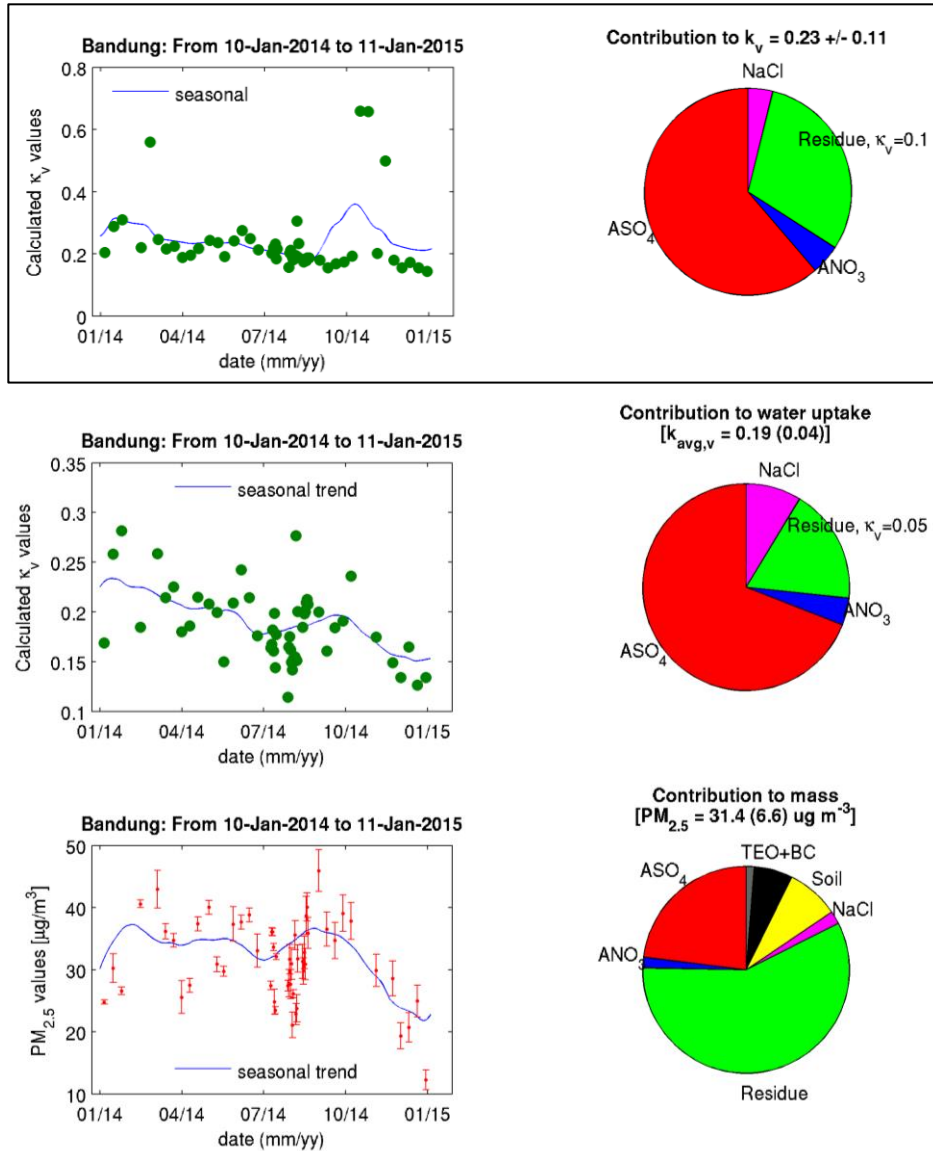 Bandung: From 10-Jan-2014 to 11-Jan-2015
0.8
0.6
0.4
0.2
0
Calculated κv values
seasonal
01/14 04/14 07/14 10/14 01/15
date (mm/yy)
Contribution to kv = 0.23 +/- 0.11
NaCl
Residue, κv=0.1
ASO4
ANO3
Bandung: From 10-Jan-2014 to 11-Jan-2015
0.35
0.3
0.25
0.2
0.15
0.1
Calculated κv values
seasonal trend
01/14 04/14 07/14 10/14 01/15
date (mm/yy)
Contribution to water uptake
[kavg,v = 0.19 (0.04)]
NaCl
Residue, κv=0.05
ANO3
ASO4
Bandung: From 10-Jan-2014 to 11-Jan-2015
50
40
30
20
10
PM2.5 values [µg/m3]
seasonal trend
01/14 04/14 07/14 10/14 01/15
date (mm/yy)
Contribution to mass
[PM2.5 = 31.4 (6.6) ug m-3]
TEO+BC
ASO4
Soil
NaCl
ANO3
Residue